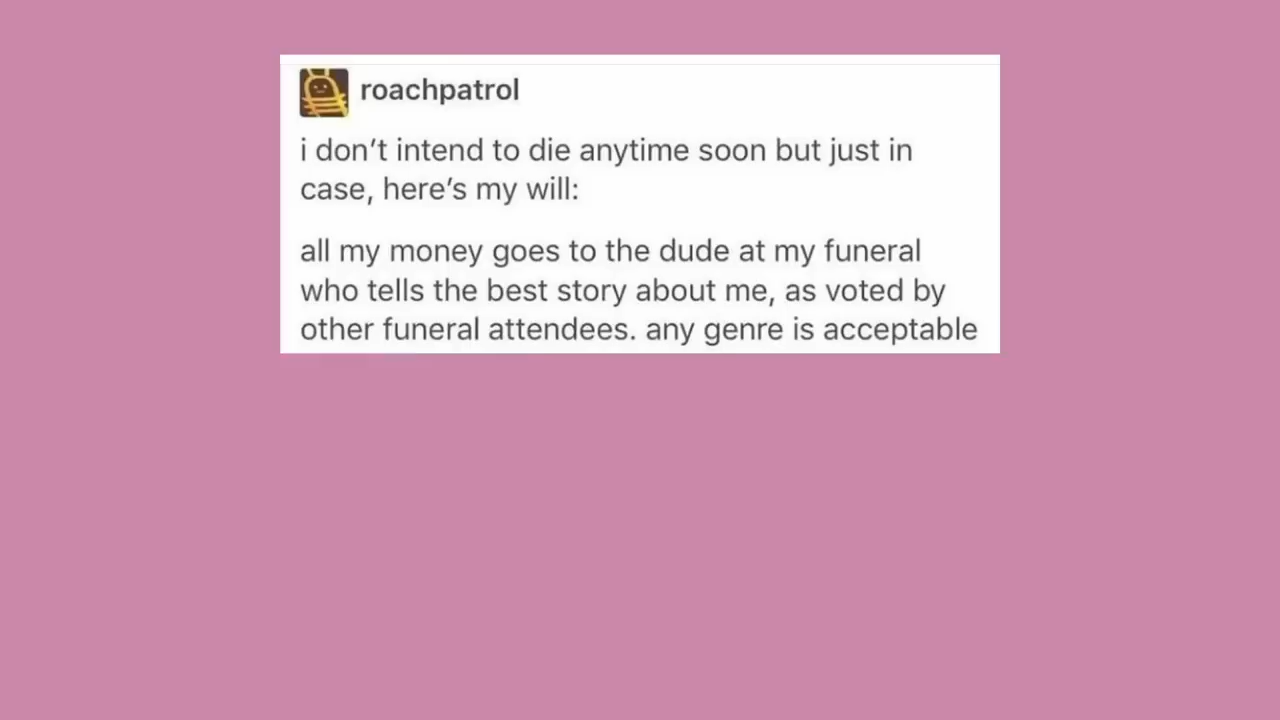 roachpatrol
i don’t intend to die anytime soon but just in
case, here’s my will:
all my money goes to the dude at my funeral
who tells the best story about me, as voted by
other funeral attendees. any genre is acceptable